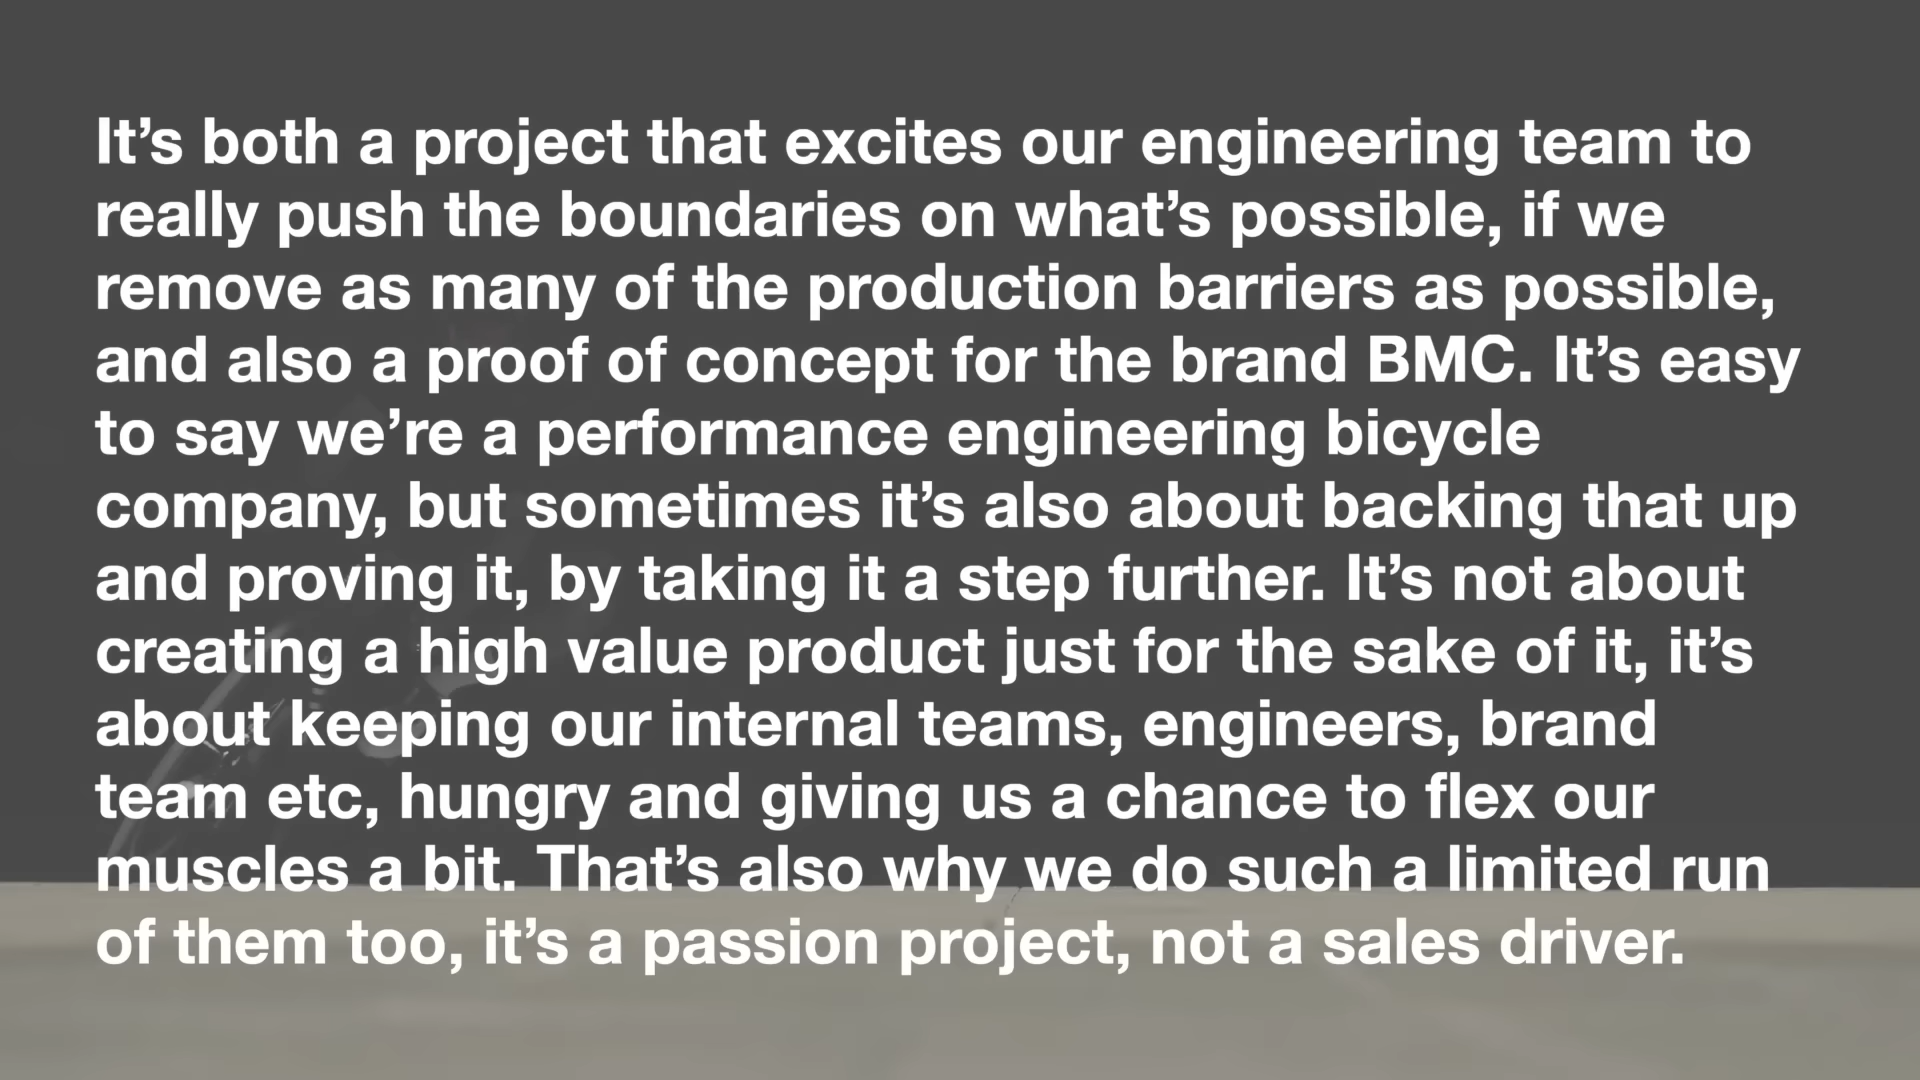 It’s both a project that excites our engineering team to
really push the boundaries on what’s possible, if we
remove as many of the production barriers as possible,
and also a proof of concept for the brand BMC. It’s easy
to say we’re a performance engineering bicycle
company, but sometimes it’s also about backing that up
and proving it, by taking it a step further. It’s not about
creating a high value product just for the sake of it, it’s
about keeping our internal teams, engineers, brand
team etc, hungry and giving us a chance to flex our
muscles a bit. That’s also why we do such a limited run
of them too, it’s a passion project, not a sales driver.